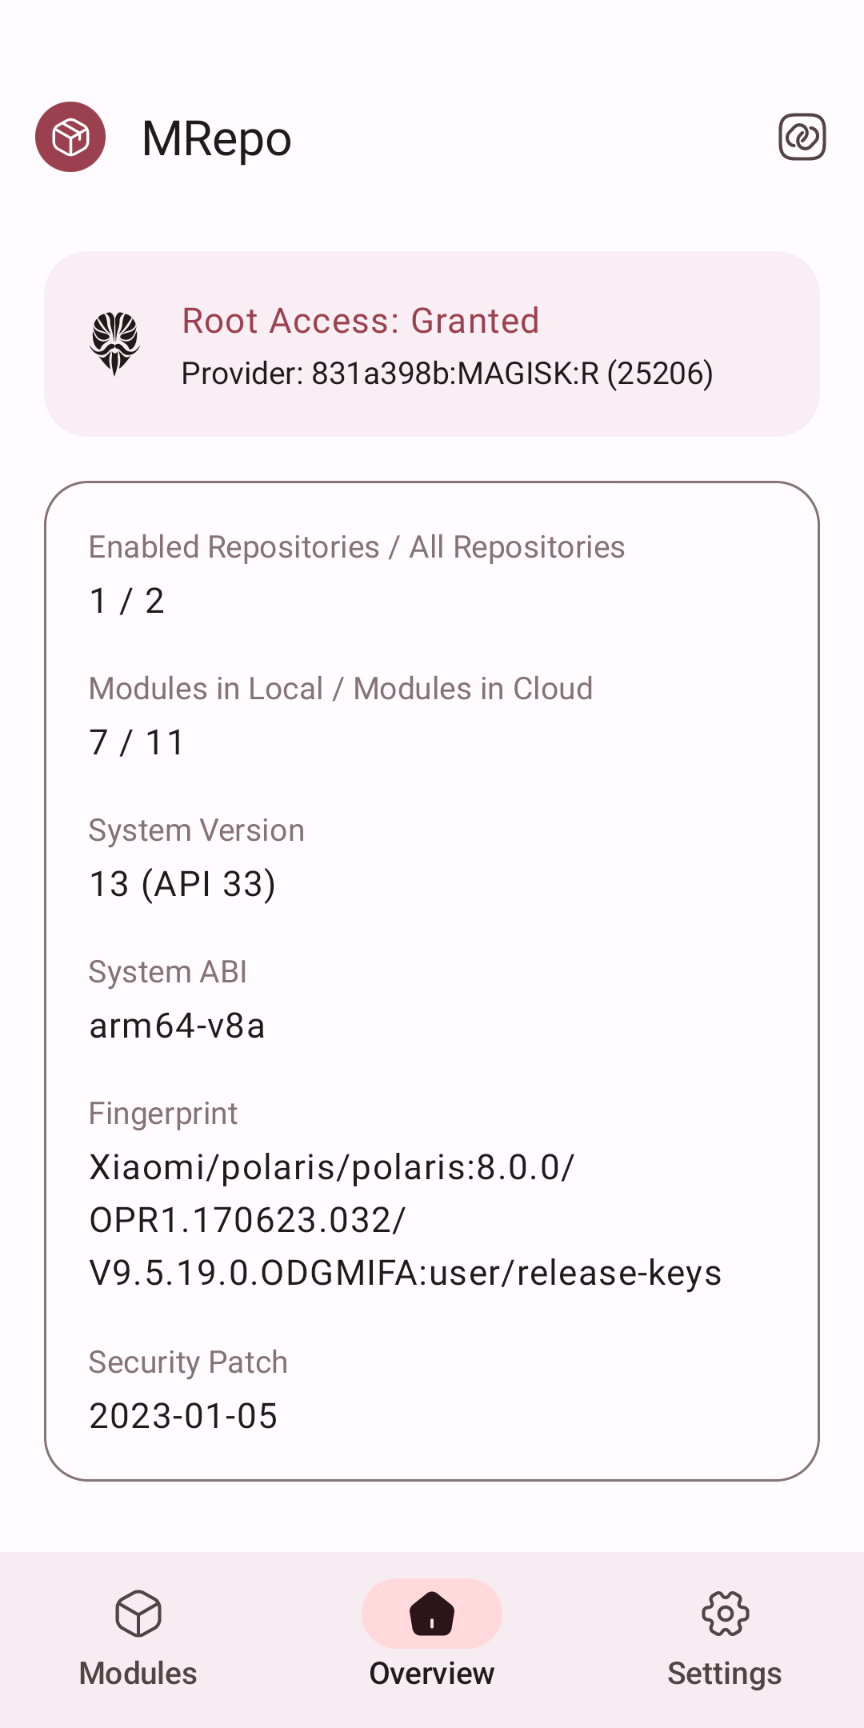 MRepo
Root Access: Granted
Provider: 831a398b:MAGISK:R (25206)
Enabled Repositories / All Repositories
1 / 2
Modules in Local / Modules in Cloud
7 / 11
System Version
13 (API 33)
System ABI
arm64-v8a
Fingerprint
Xiaomi/polaris/polaris:8.0.0/
OPR1.170623.032/
V9.5.19.0.ODGMIFA:user/release-keys
Security Patch
2023-01-05
Modules
Overview
Settings